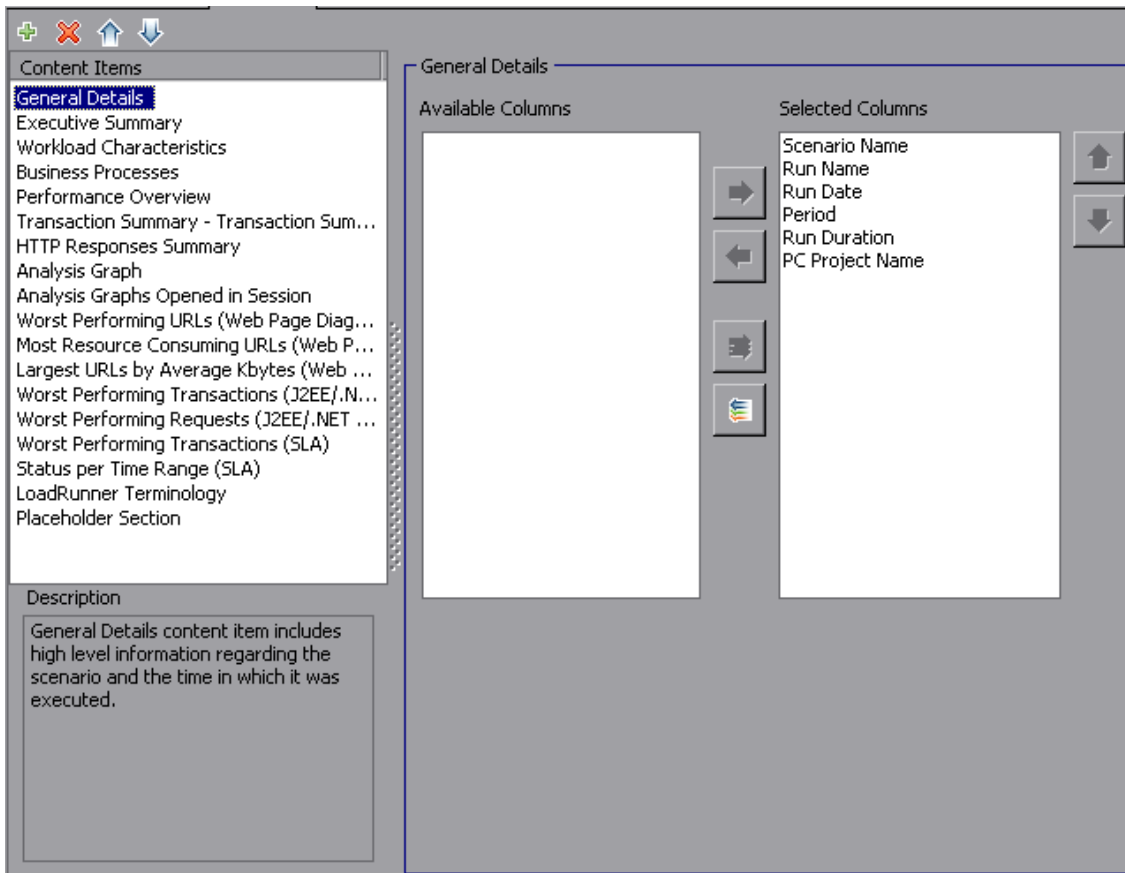 Content Items
General Details
Executive Summary
Workload Characteristics
Business Processes
Performance Overview
Transaction Summary - Transaction Sum...
HTTP Responses Summary
Analysis Graph
Analysis Graphs Opened in Session
Worst Performing URLs (Web Page Diag...
Most Resource Consuming URLs (Web P...
Largest URLs by Average Kbytes (Web ...
Worst Performing Transactions (J2EE/.N...
Worst Performing Requests (J2EE/.NET ...
Worst Performing Transactions (SLA)
Status per Time Range (SLA)
LoadRunner Terminology
Placeholder Section
Description
General Details content item includes
high level information regarding the
scenario and the time in which it was
executed.
General Details
Available Columns
Selected Columns
Scenario Name
Run Name
Run Date
Period
Run Duration
PC Project Name